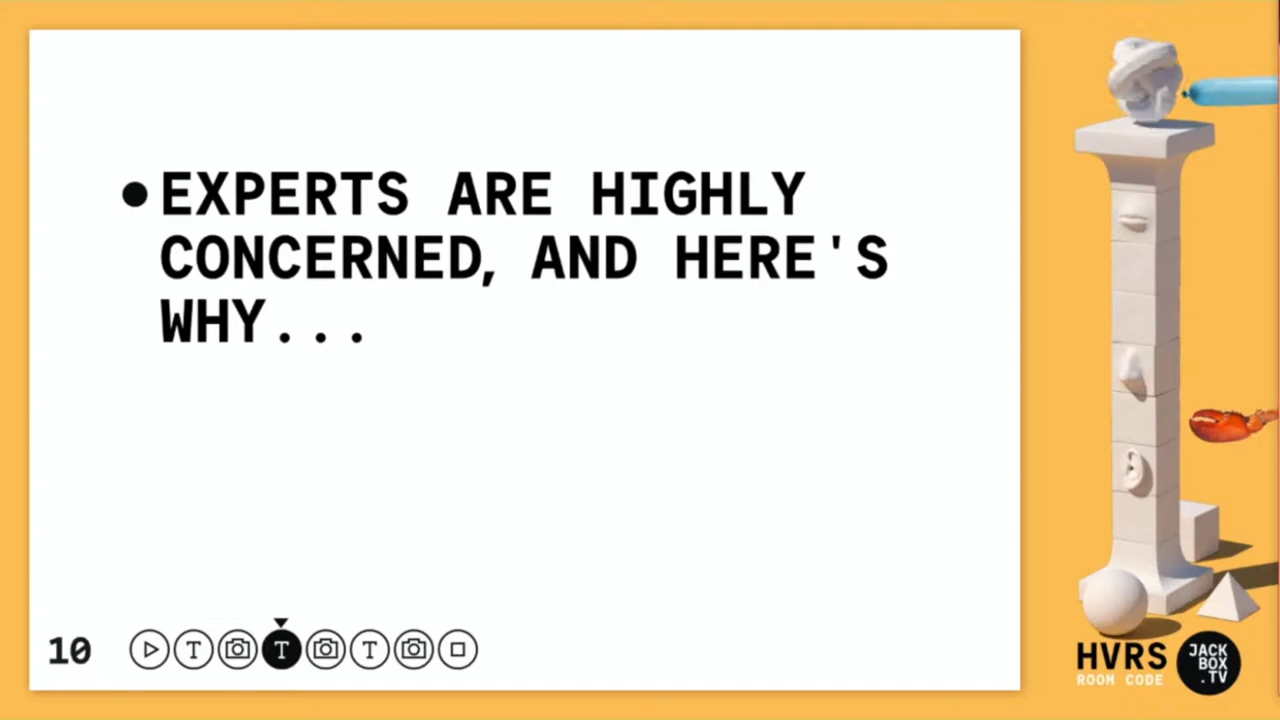 ● EXPERTS ARE HIGHLY
CONCERNED, AND HERE'S
WHY...
10
T
T
T
HVRS
ROOM CODE
JACK
BOX
.TV